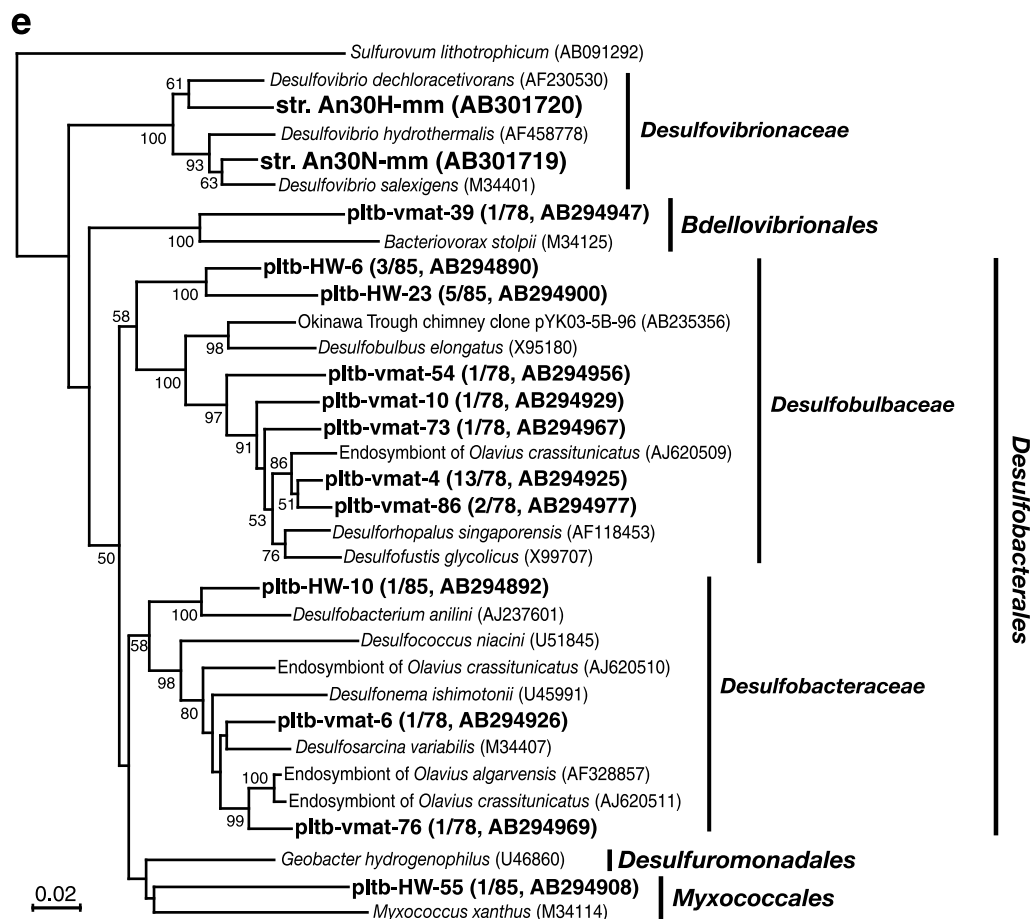 e
Sulfurovum lithotrophicum (AB091292)
61
Desulfovibrio dechloracetivorans (AF230530)
str. An30H-mm (AB301720)
100
Desulfovibrio hydrothermalis (AF458778)
Desulfovibrionaceae
93
str. An30N-mm (AB301719)
63
Desulfovibrio salexigens (M34401)
pltb-vmat-39 (1/78, AB294947)
Bdellovibrionales
100
Bacteriovorax stolpii (M34125)
pltb-HW-6 (3/85, AB294890)
100
pltb-HW-23 (5/85, AB294900)
58
Okinawa Trough chimney clone pYK03-5B-96 (AB235356)
98
Desulfobulbus elongatus (X95180)
100
pltb-vmat-54 (1/78, AB294956)
97
pltb-vmat-10 (1/78, AB294929)
Desulfobulbaceae
pltb-vmat-73 (1/78, AB294967)
91
86
Endosymbiont of Olavius crassitunicatus (AJ620509)
pltb-vmat-4 (13/78, AB294925)
51
pltb-vmat-86 (2/78, AB294977)
53
Desulforhopalus singaporensis (AF118453)
76
Desulfofustis glycolicus (X99707)
Desulfobacterales
50
pltb-HW-10 (1/85, AB294892)
100
Desulfobacterium anilini (AJ237601)
58
Desulfococcus niacini (U51845)
98
Endosymbiont of Olavius crassitunicatus (AJ620510)
Desulfobacteraceae
80
Desulfonema ishimotonii (U45991)
pltb-vmat-6 (1/78, AB294926)
Desulfosarcina variabilis (M34407)
100
Endosymbiont of Olavius algarvensis (AF328857)
Endosymbiont of Olavius crassitunicatus (AJ620511)
99
pltb-vmat-76 (1/78, AB294969)
Geobacter hydrogenophilus (U46860)
Desulfuromonadales
0.02
pltb-HW-55 (1/85, AB294908)
Myxococcales
Myxococcus xanthus (M34114)